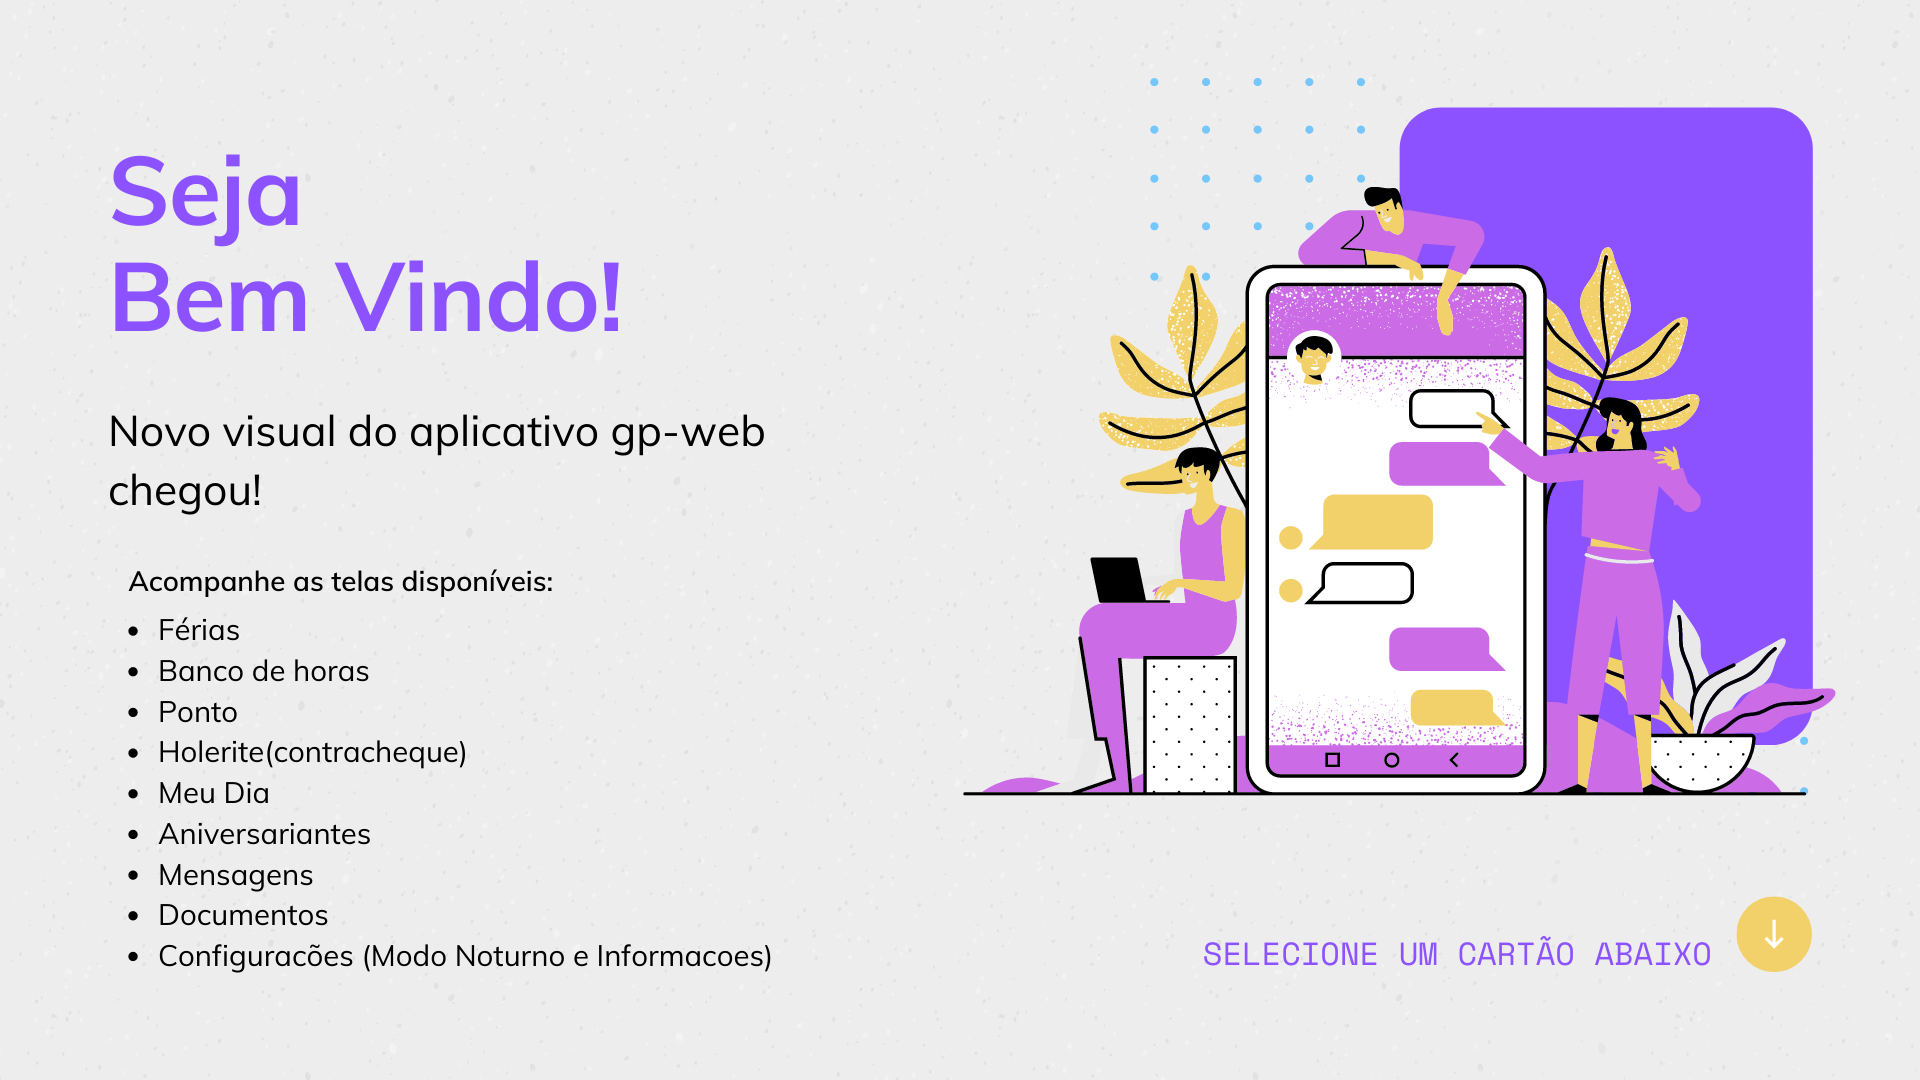 Seja
Bem Vindo!
Novo visual do aplicativo gp-web
chegou!
Acompanhe as telas disponíveis:
• Férias
• Banco de horas
• Ponto
• Holerite(contracheque)
• Meu Dia
• Aniversariantes
• Mensagens
• Documentos
• Configuracões (Modo Noturno e Informacoes)
SELECIONE UM CARTÃO ABAIXO